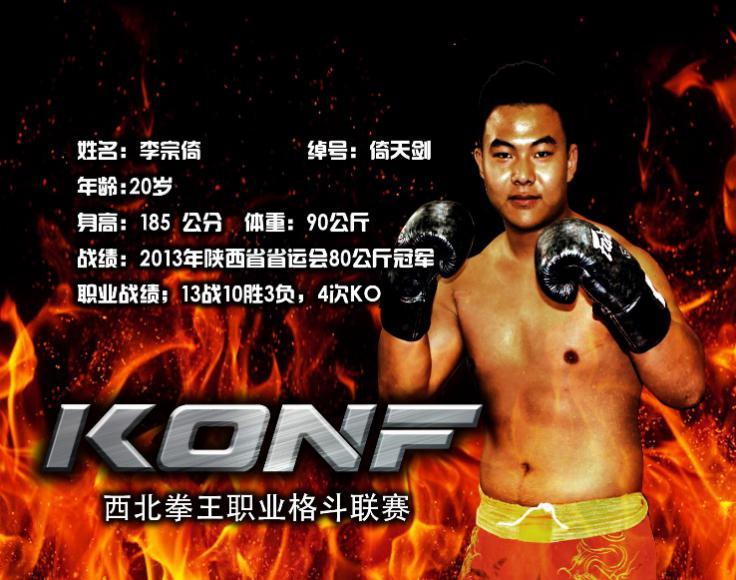 姓名：李宗倚 绰号：倚天剑
年龄:20岁
身高：185 公分 体重：90公斤
战绩：2013年陕西省省运会80公斤冠军
职业战绩；13战10胜3负，4次KO
KONF
西北拳王职业格斗联赛